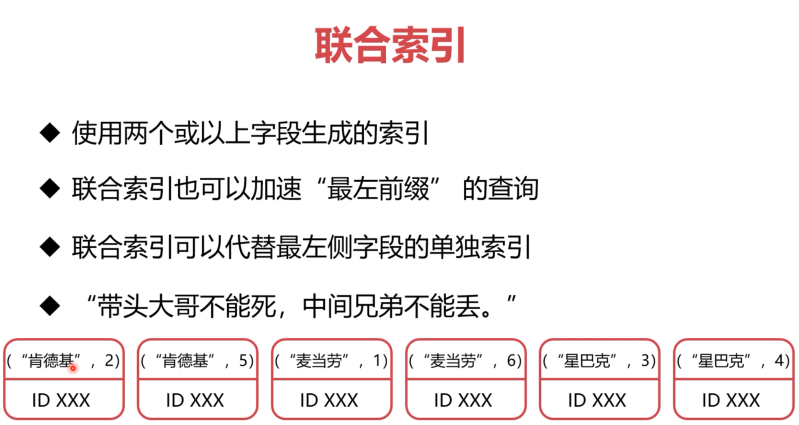 联合索引
◆ 使用两个或以上字段生成的索引
◆ 联合索引也可以加速“最左前缀” 的查询
◆ 联合索引可以代替最左侧字段的单独索引
◆ “带头大哥不能死，中间兄弟不能丢。”
(“肯德基”, 2) (“肯德基”, 5) (“麦当劳”, 1) (“麦当劳”, 6) (“星巴克”, 3) (“星巴克”, 4)
ID XXX ID XXX ID XXX ID XXX ID XXX ID XXX